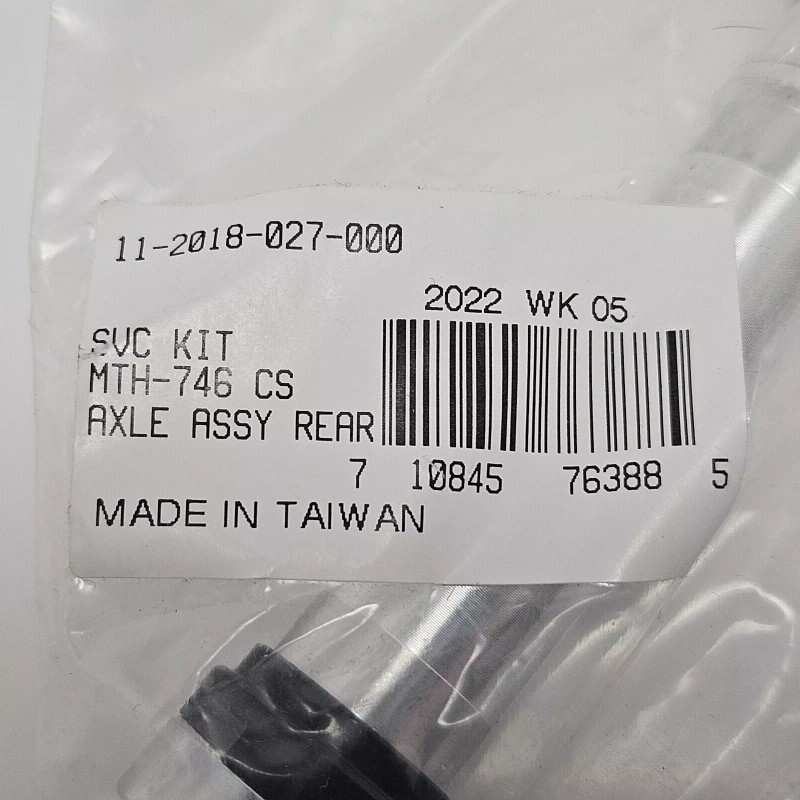 11-2018-027-000
2022 WK 05
SVC KIT
MTH-746 CS
AXLE ASSY REAR
7 10845 76388 5
MADE IN TAIWAN